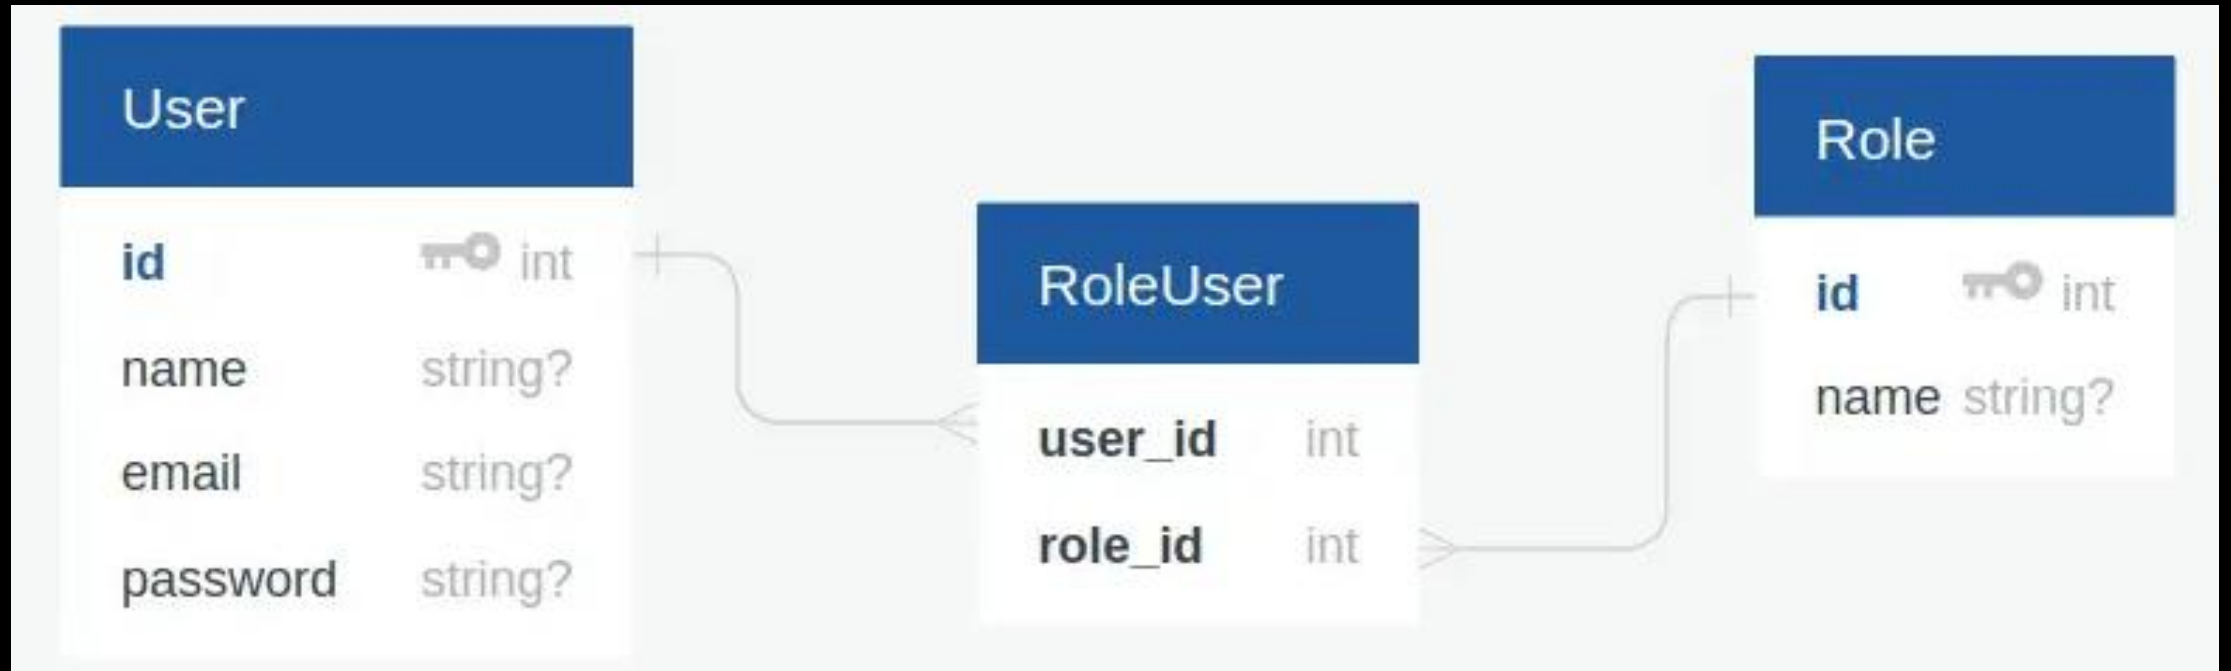 User
id int
name string?
email string?
password string?
RoleUser
user_id int
role_id int
Role
id int
name string?